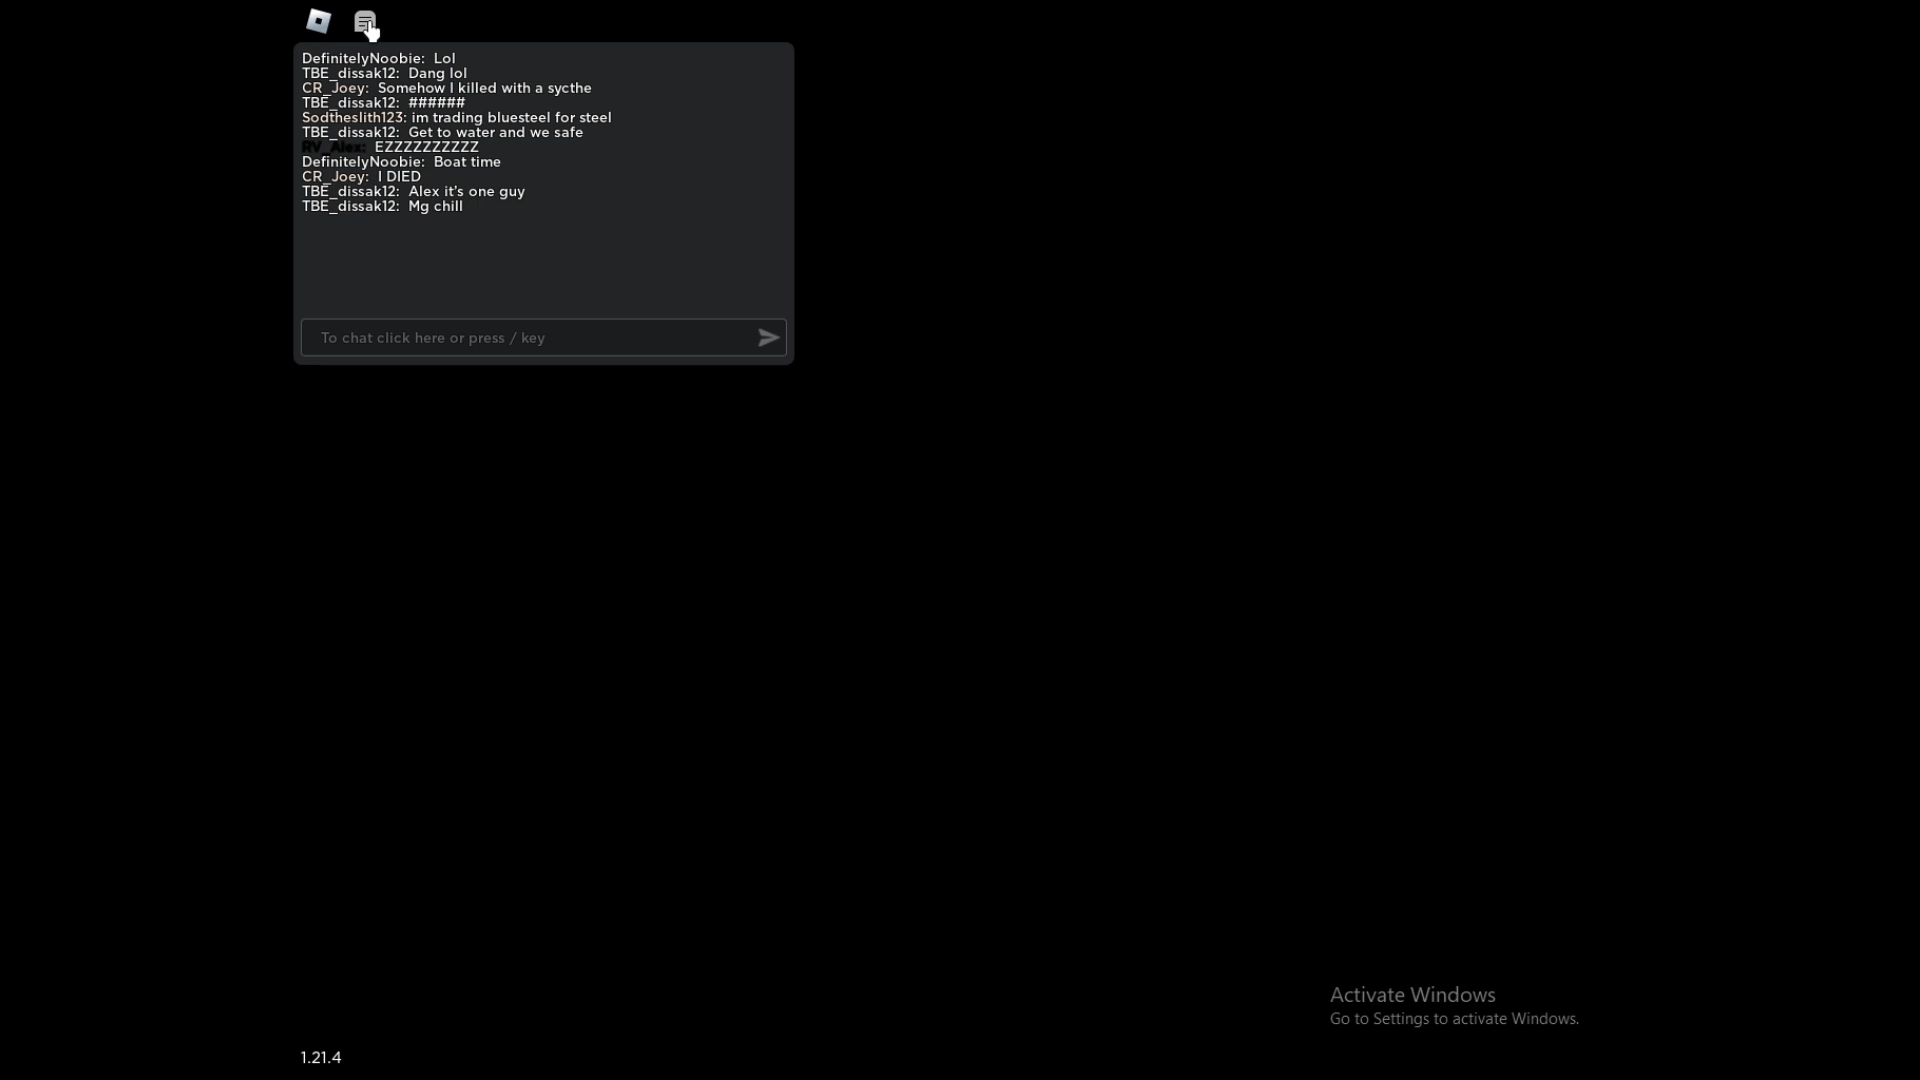 DefinitelyNoobie: Lol
TBE_dissak12: Dang lol
CR_Joey: Somehow I killed with a sycthe
TBE_dissak12: ######
Sodtheslith123: im trading bluesteel for steel
TBE_dissak12: Get to water and we safe
RV_Alex: EZZZZZZZZZZ
DefinitelyNoobie: Boat time
CR_Joey: I DIED
TBE_dissak12: Alex it's one guy
TBE_dissak12: Mg chill
To chat click here or press / key
Activate Windows
Go to Settings to activate Windows.
1.21.4